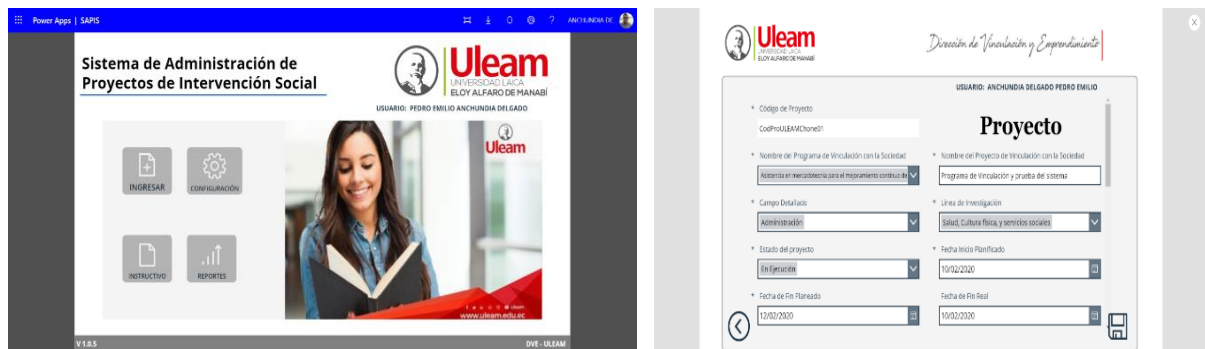 Power Apps | SAPIS
ANCHUNDIA DE
Sistema de Administración de
Proyectos de Intervención Social
Uleam
UNIVERSIDAD LAICA
ELOY ALFARO DE MANABÍ
USUARIO: PEDRO EMILIO ANCHUNDIA DELGADO
INGRESAR
CONFIGURACIÓN
INSTRUCTIVO
REPORTES
Uleam
www.uleam.edu.ec
V 1.0.5
DVE - ULEAM
Uleam
UNIVERSIDAD LAICA
ELOY ALFARO DE MANABÍ
Dirección de Vinculación y Emprendimiento
USUARIO: ANCHUNDIA DELGADO PEDRO EMILIO
* Código de Proyecto
CodProULEAMChone01
Proyecto
* Nombre del Programa de Vinculación con la Sociedad
Asistencia en mercadotecnia para el mejoramiento continuo de
* Nombre del Proyecto de Vinculación con la Sociedad
Programa de Vinculación y prueba del sistema
* Campo Detallado
Administración
* Línea de Investigación
Salud, Cultura física, y servicios sociales
* Estado del proyecto
En Ejecución
* Fecha Inicio Planificado
10/02/2020
* Fecha de Fin Planeado
12/02/2020
Fecha de Fin Real
10/02/2020